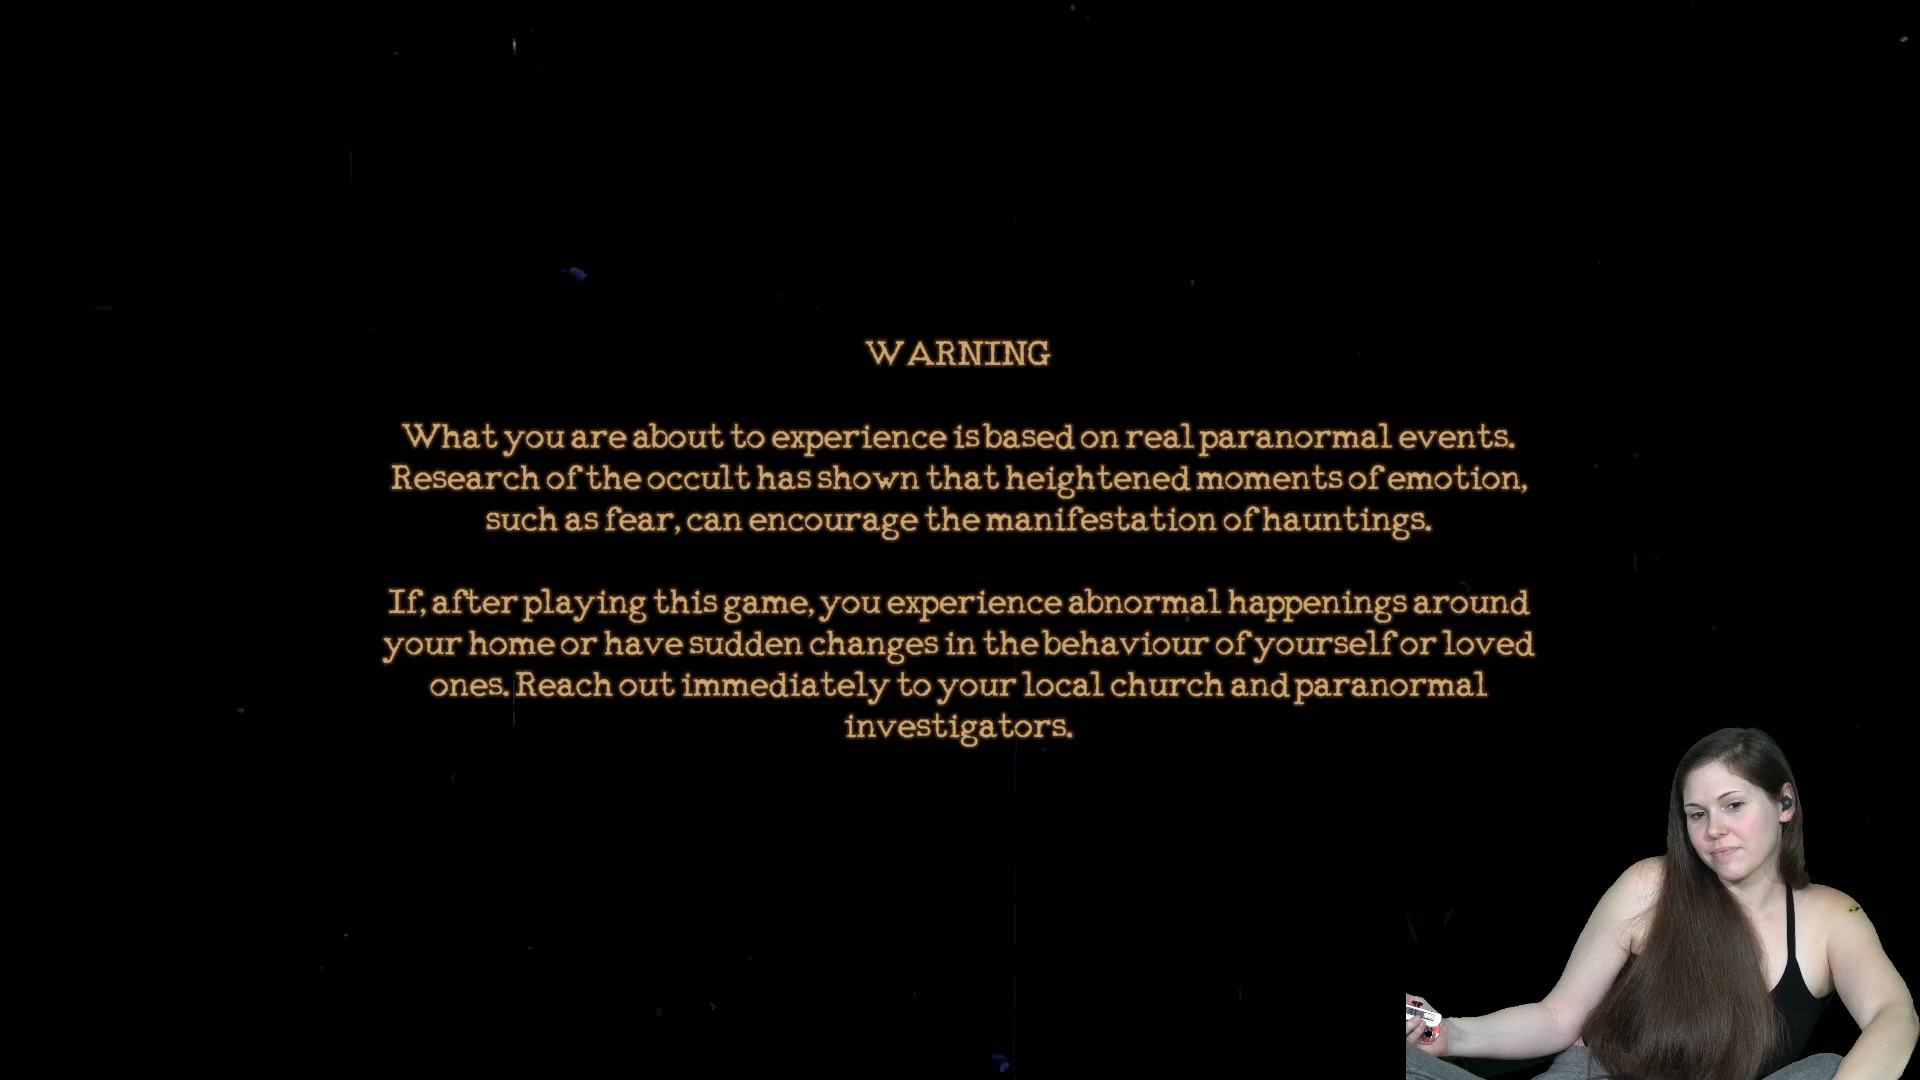 WARNING
What you are about to experience is based on real paranormal events.
Research of the occult has shown that heightened moments of emotion,
such as fear, can encourage the manifestation of hauntings.
If, after playing this game, you experience abnormal happenings around
your home or have sudden changes in the behaviour of yourself or loved
ones. Reach out immediately to your local church and paranormal
investigators.